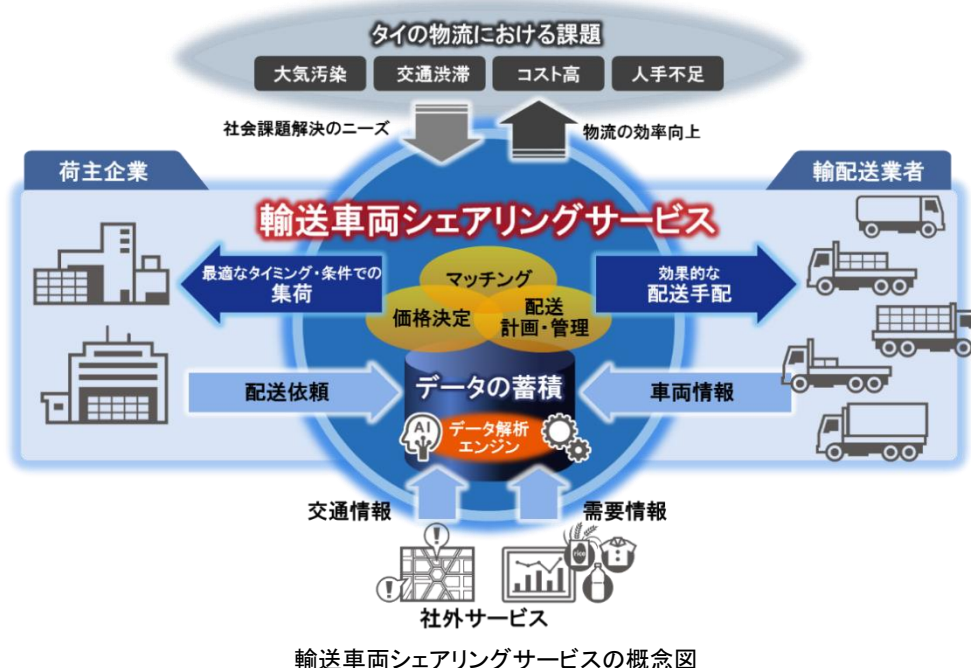 タイの物流における課題
大気汚染
交通渋滞
コスト高
人手不足
社会課題解決のニーズ
物流の効率向上
荷主企業
輸配送業者
輸送車両シェアリングサービス
最適なタイミング・条件での
集荷
マッチング
価格決定
配送
計画・管理
効果的な
配送手配
配送依頼
データの蓄積
車両情報
AI
データ解析
エンジン
交通情報
需要情報
!
!
rice
社外サービス
輸送車両シェアリングサービスの概念図